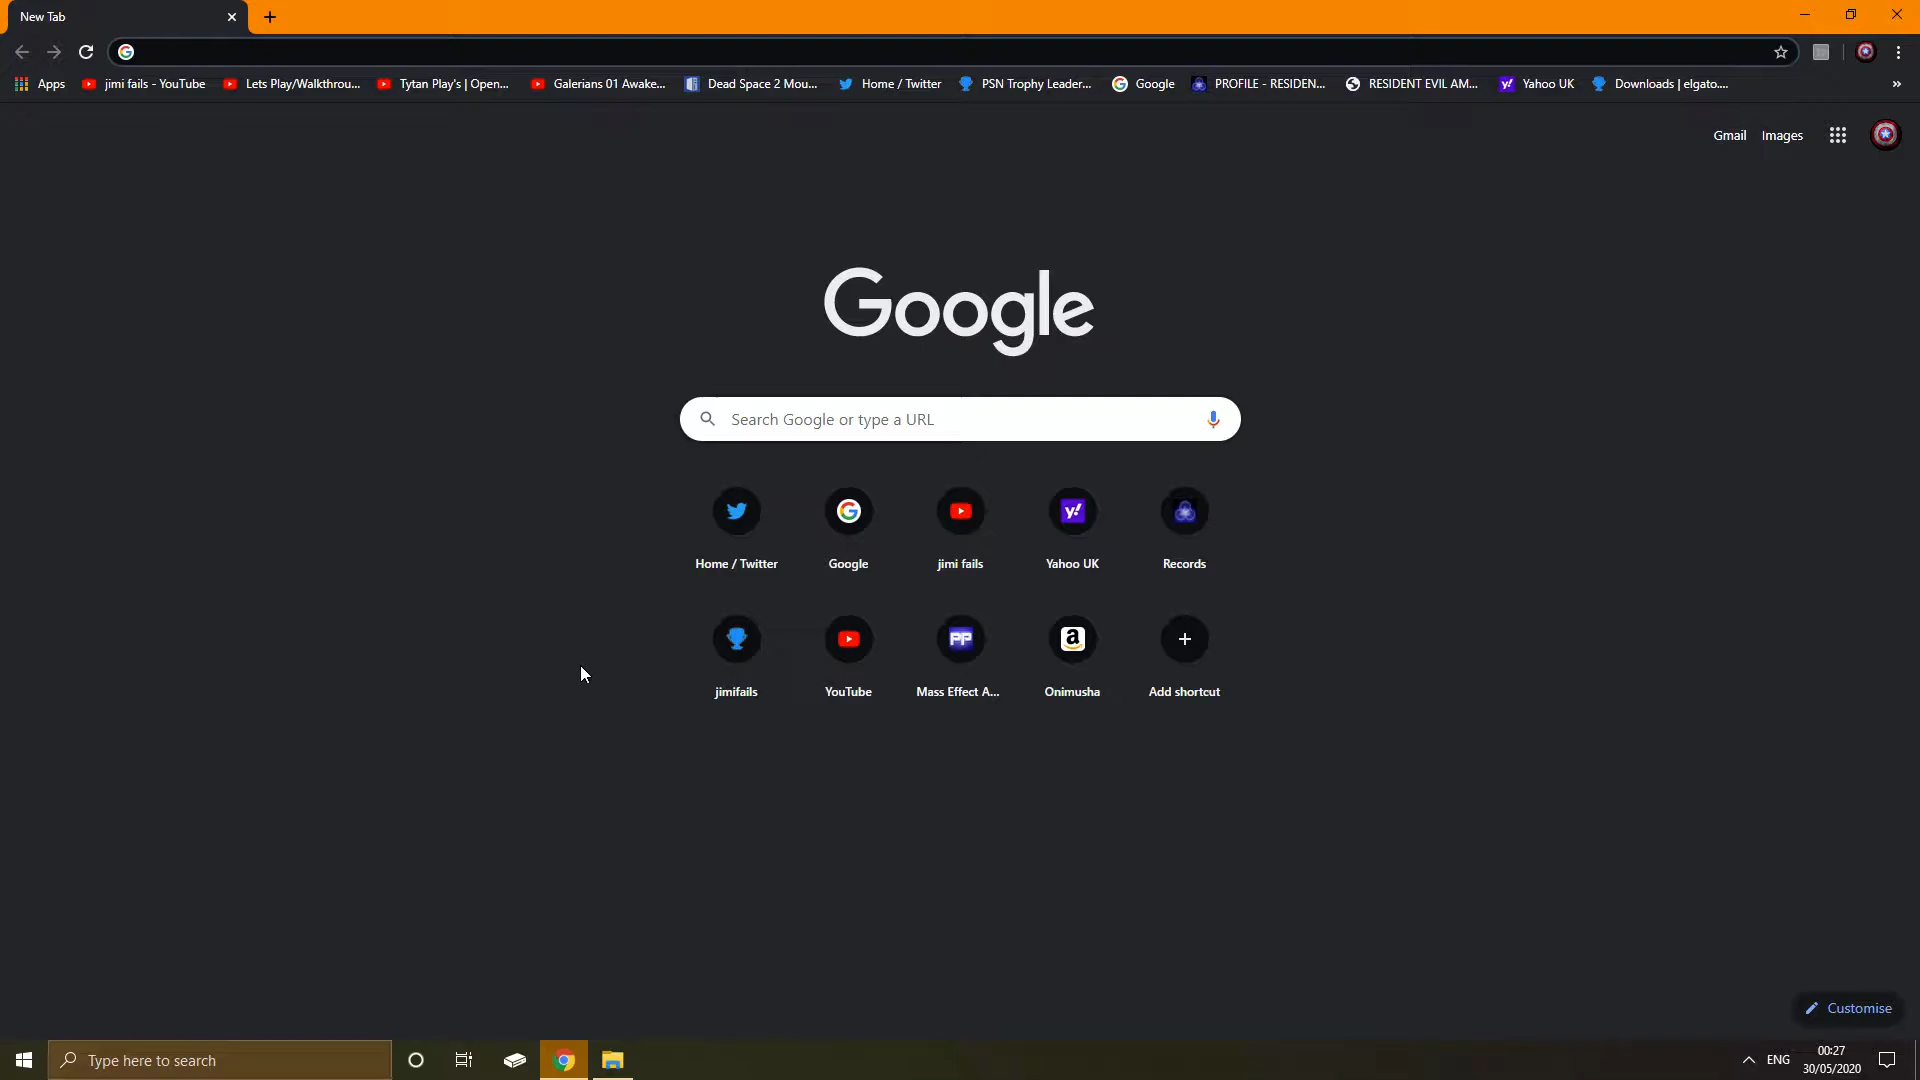 New Tab
Apps jimi fails - YouTube Lets Play/Walkthrou... Tytan Play's | Open... Galerians 01 Awake... Dead Space 2 Mou... Home / Twitter PSN Trophy Leader... Google PROFILE - RESIDEN... RESIDENT EVIL AM... Yahoo UK Downloads | elgato.... »
Gmail Images
Google
Search Google or type a URL
Home / Twitter Google jimi fails Yahoo UK Records
jimifails YouTube Mass Effect A... Onimusha Add shortcut
Customise
Type here to search
ENG
00:27
30/05/2020